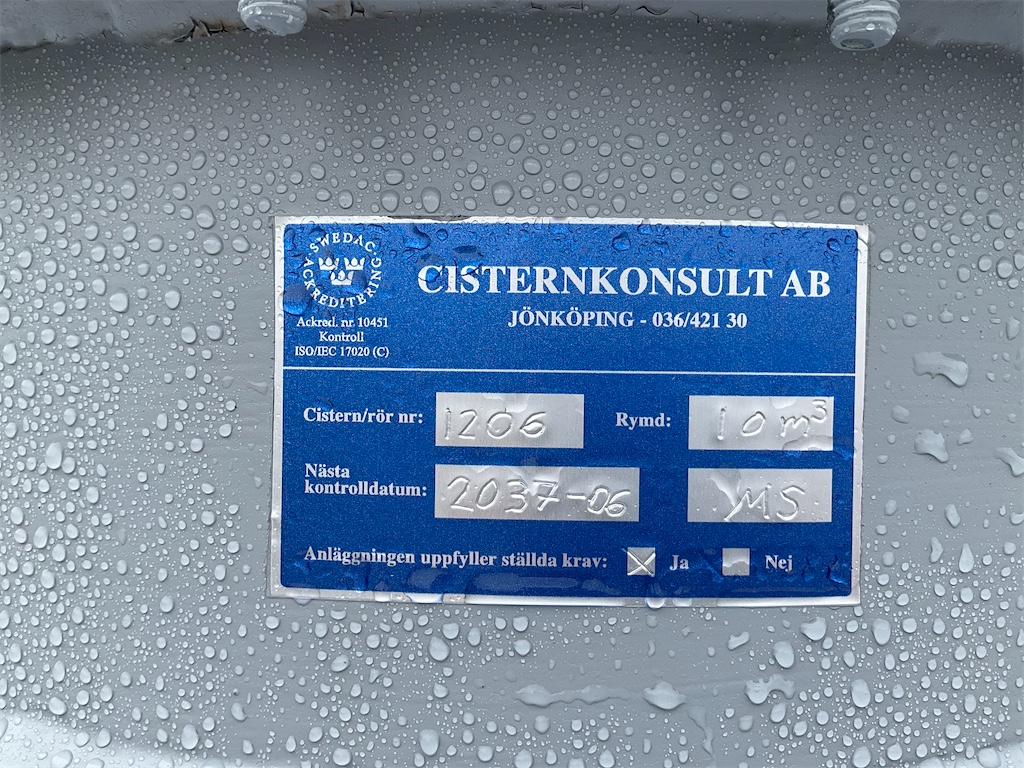 SWEDAC
ACKREDITERING
Ackred. nr 10451
Kontroll
ISO/IEC 17020 (C)
CISTERNKONSULT AB
JÖNKÖPING - 036/421 30
Cistern/rör nr: 1206 Rymd: 10 m³
Nästa
kontrolldatum: 2037-06 MS
Anläggningen uppfyller ställda krav: Ja Nej